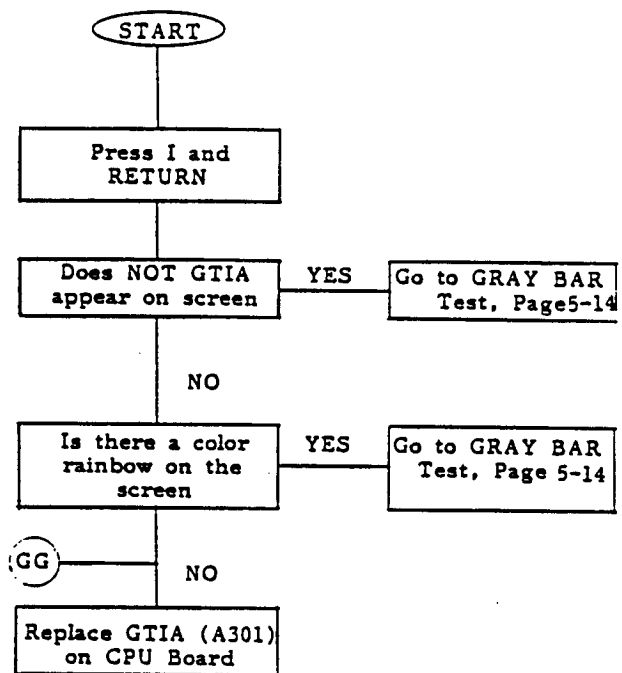 START
Press I and
RETURN
Does NOT GTIA
appear on screen
YES
Go to GRAY BAR
Test, Page5-14
NO
Is there a color
rainbow on the
screen
YES
Go to GRAY BAR
Test, Page 5-14
GG
NO
Replace GTIA (A301)
on CPU Board